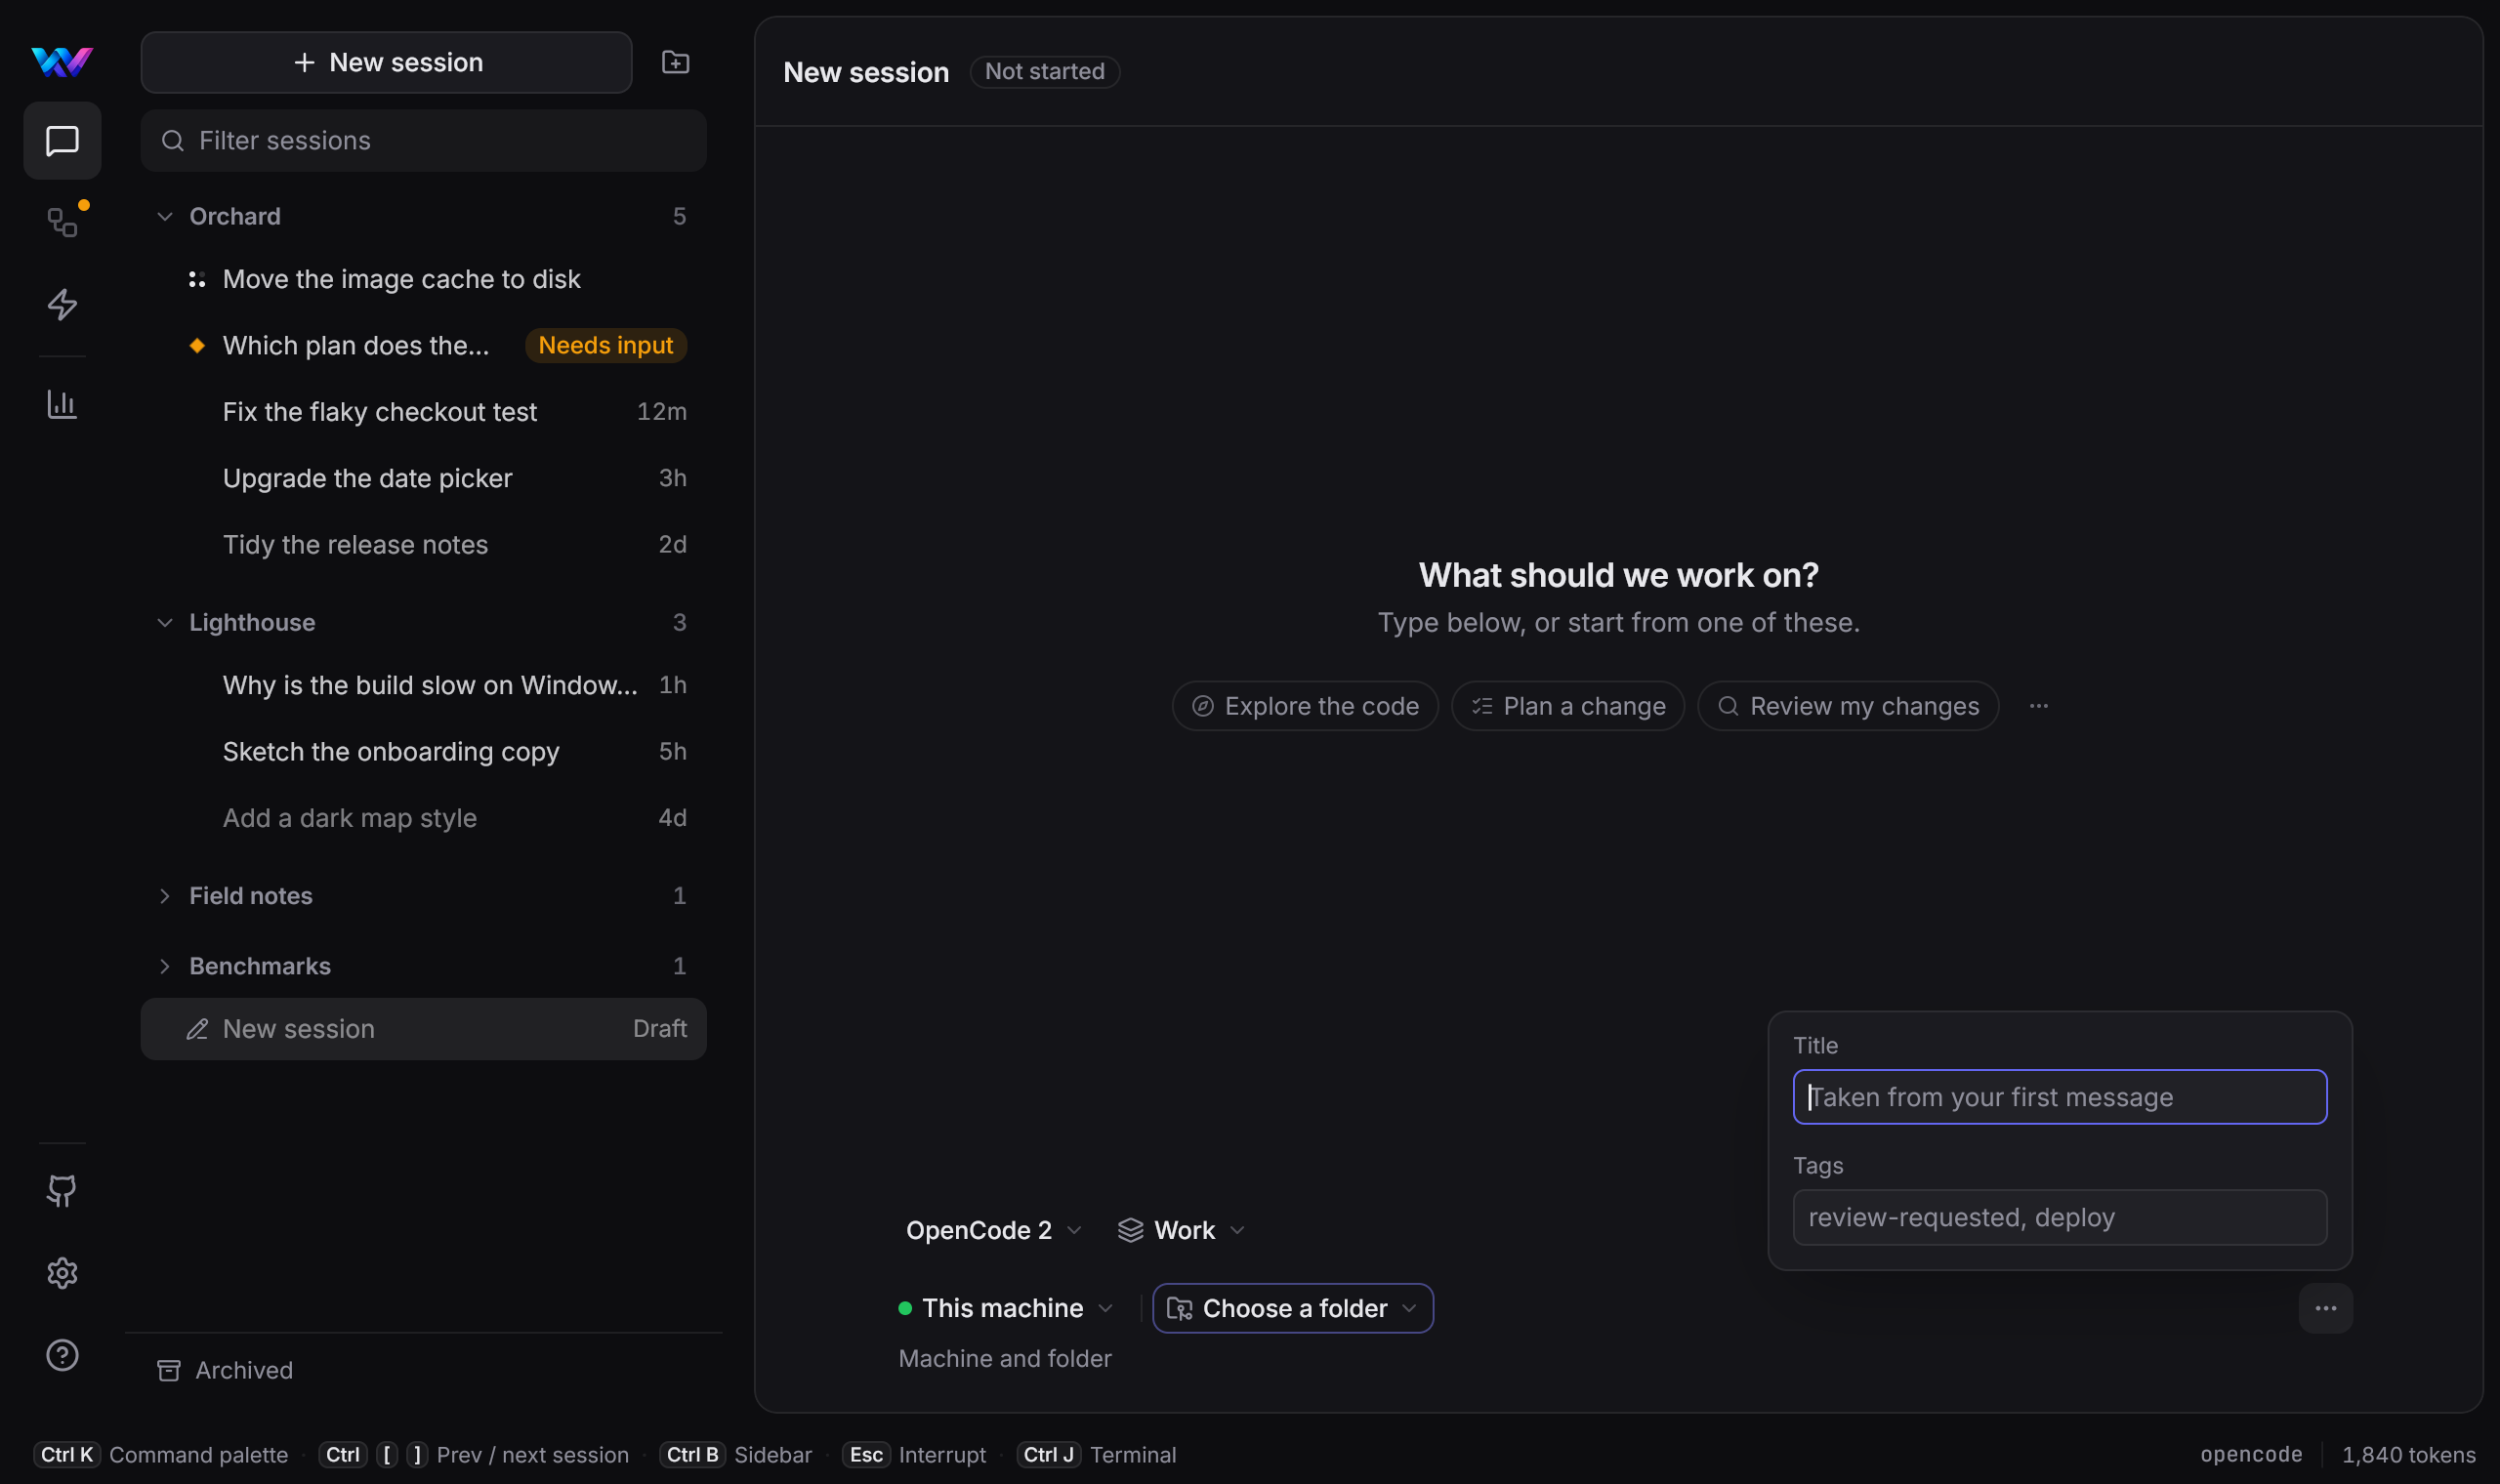 New session
Filter sessions
Orchard 5
Move the image cache to disk
Which plan does the... Needs input
Fix the flaky checkout test 12m
Upgrade the date picker 3h
Tidy the release notes 2d
Lighthouse 3
Why is the build slow on Window... 1h
Sketch the onboarding copy 5h
Add a dark map style 4d
Field notes 1
Benchmarks 1
New session Draft
Archived
New session Not started
What should we work on?
Type below, or start from one of these.
Explore the code Plan a change Review my changes
Title
Taken from your first message
Tags
review-requested, deploy
OpenCode 2 Work
This machine Choose a folder
Machine and folder
Ctrl K Command palette · Ctrl [ ] Prev / next session · Ctrl B Sidebar · Esc Interrupt · Ctrl J Terminal
opencode 1,840 tokens